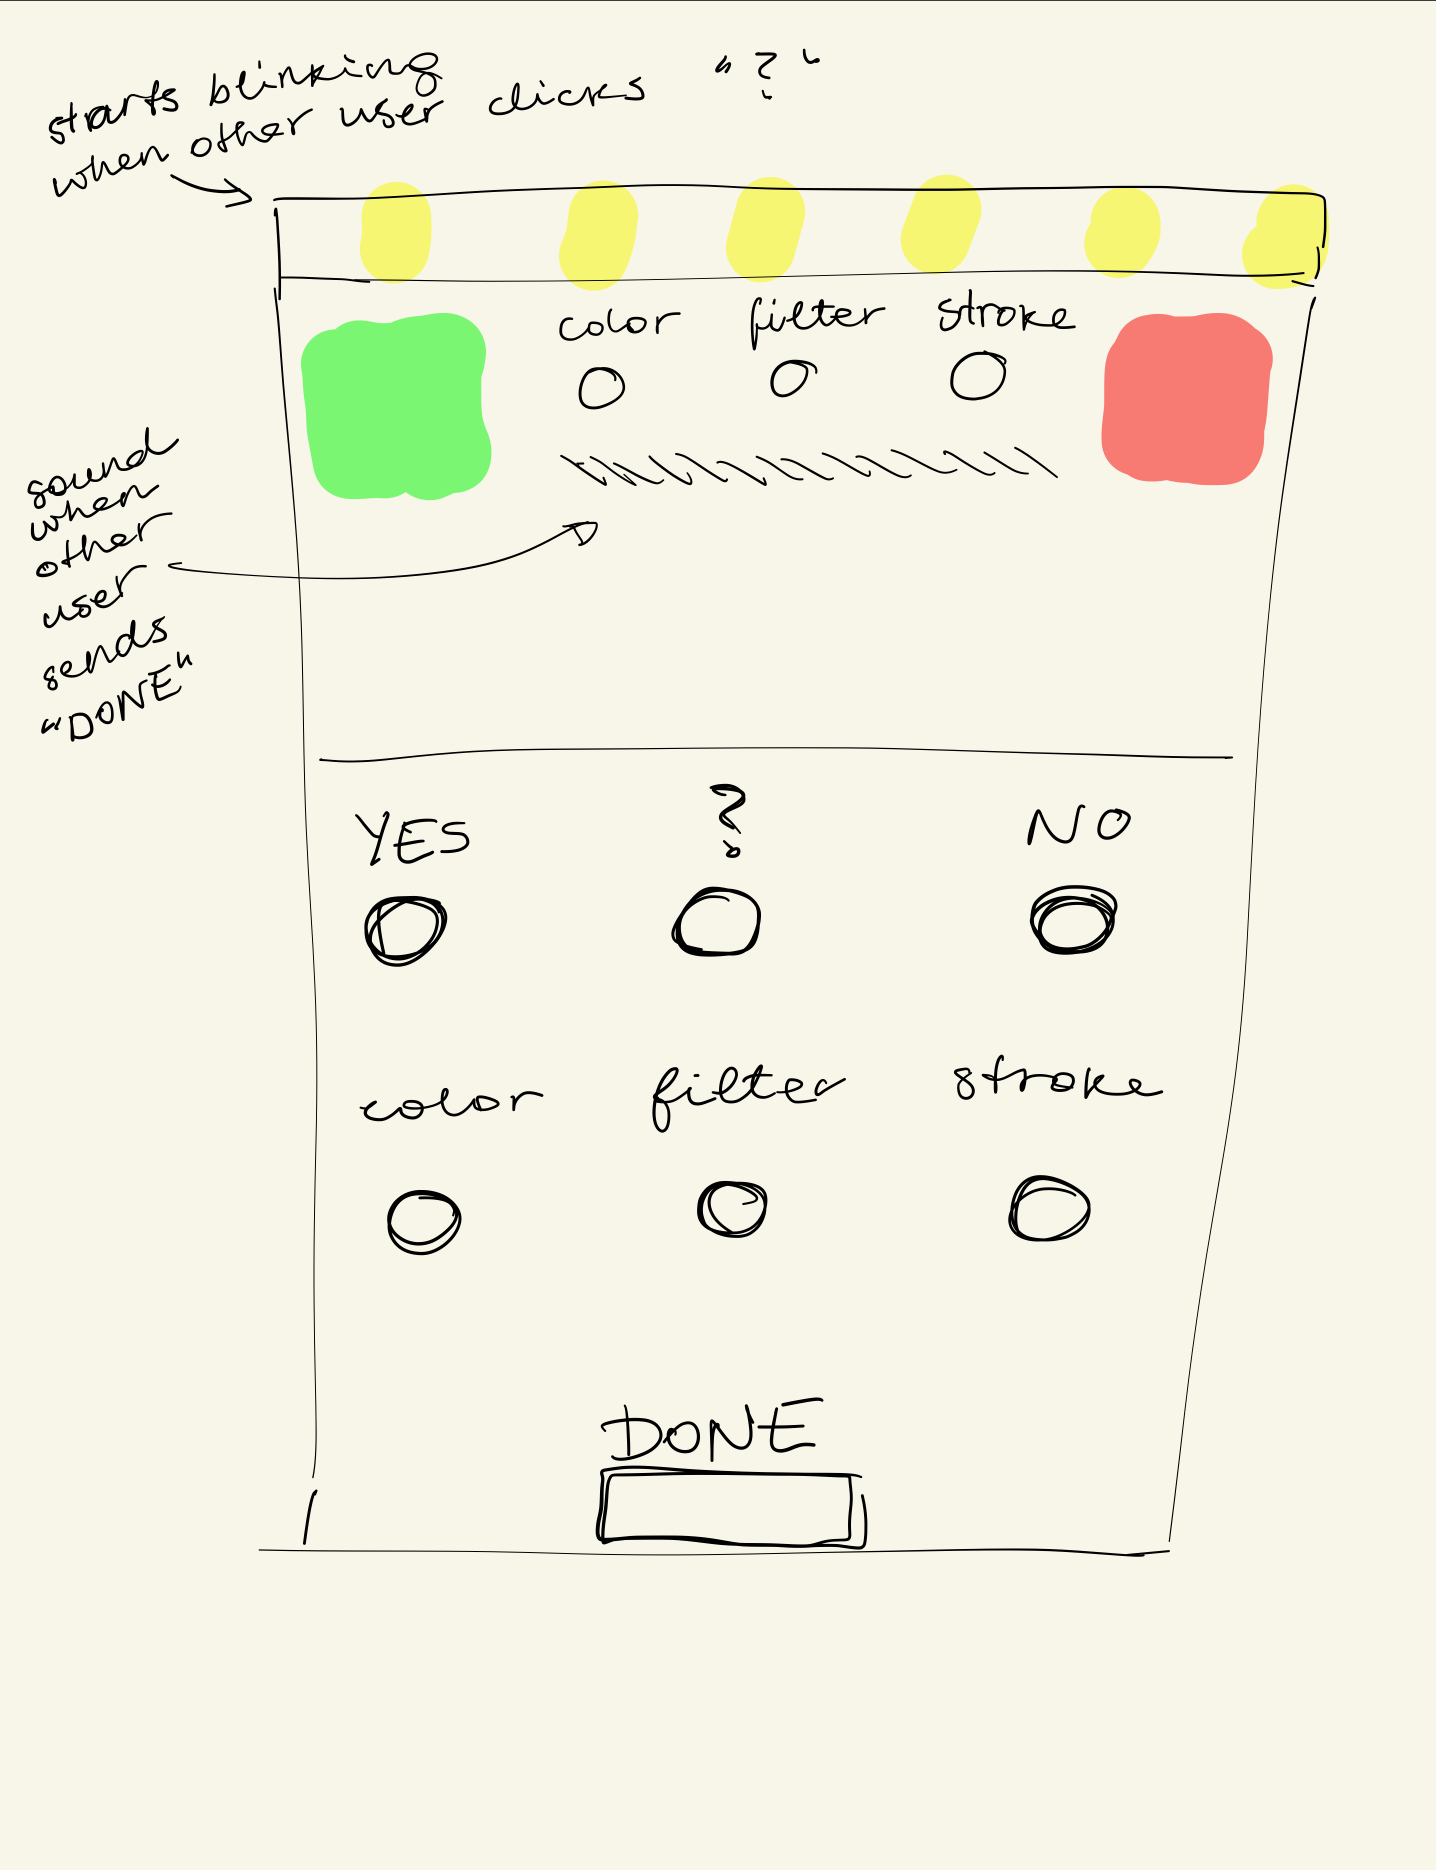 starts blinking
when other user clicks "?"
color filter stroke
sound
when
other
user
sends
"DONE"
YES ? NO
color filter stroke
DONE